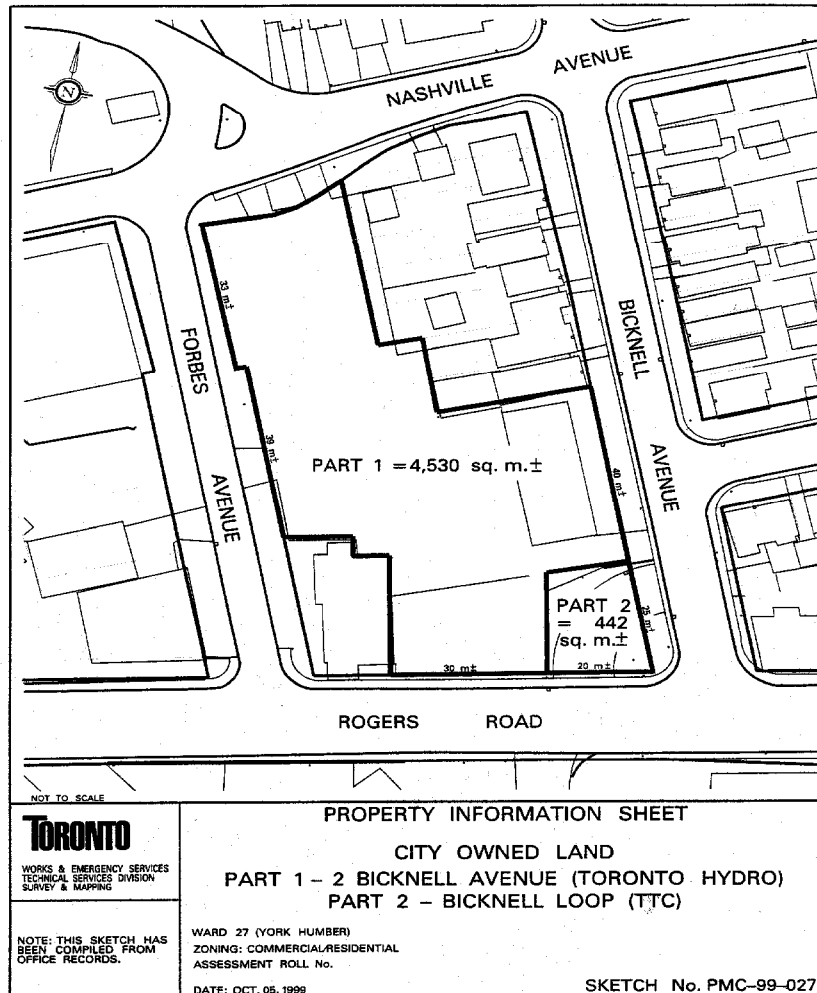 NASHVILLE AVENUE
N
33 m±
FORBES
AVENUE
BICKNELL
AVENUE
39 m±
PART 1 = 4,530 sq. m.±
40 m±
PART 2
= 442
sq. m.±
25 m±
30 m±
20 m±
ROGERS ROAD
NOT TO SCALE
TORONTO
WORKS & EMERGENCY SERVICES
TECHNICAL SERVICES DIVISION
SURVEY & MAPPING
NOTE: THIS SKETCH HAS
BEEN COMPILED FROM
OFFICE RECORDS.
PROPERTY INFORMATION SHEET
CITY OWNED LAND
PART 1 – 2 BICKNELL AVENUE (TORONTO HYDRO)
PART 2 – BICKNELL LOOP (TTC)
WARD 27 (YORK HUMBER)
ZONING: COMMERCIAL/RESIDENTIAL
ASSESSMENT ROLL No.
DATE: OCT. 05, 1999
SKETCH No. PMC-99-027